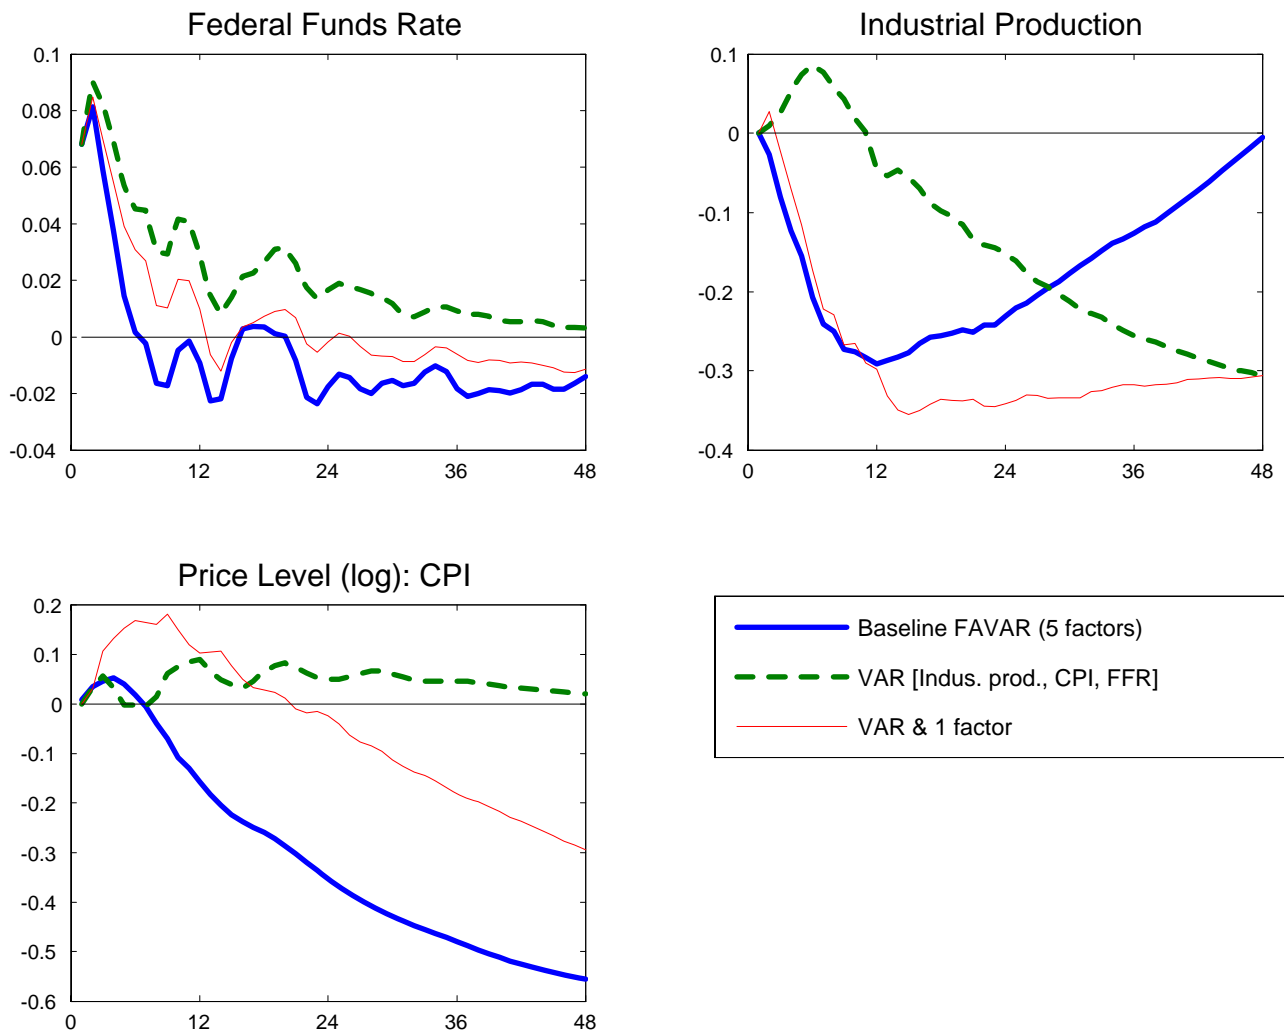 Federal Funds Rate
0.1
0.08
0.06
0.04
0.02
0
-0.02
-0.04
0 12 24 36 48
Industrial Production
0.1
0
-0.1
-0.2
-0.3
-0.4
0 12 24 36 48
Price Level (log): CPI
0.2
0.1
0
-0.1
-0.2
-0.3
-0.4
-0.5
-0.6
0 12 24 36 48
Baseline FAVAR (5 factors)
VAR [Indus. prod., CPI, FFR]
VAR & 1 factor